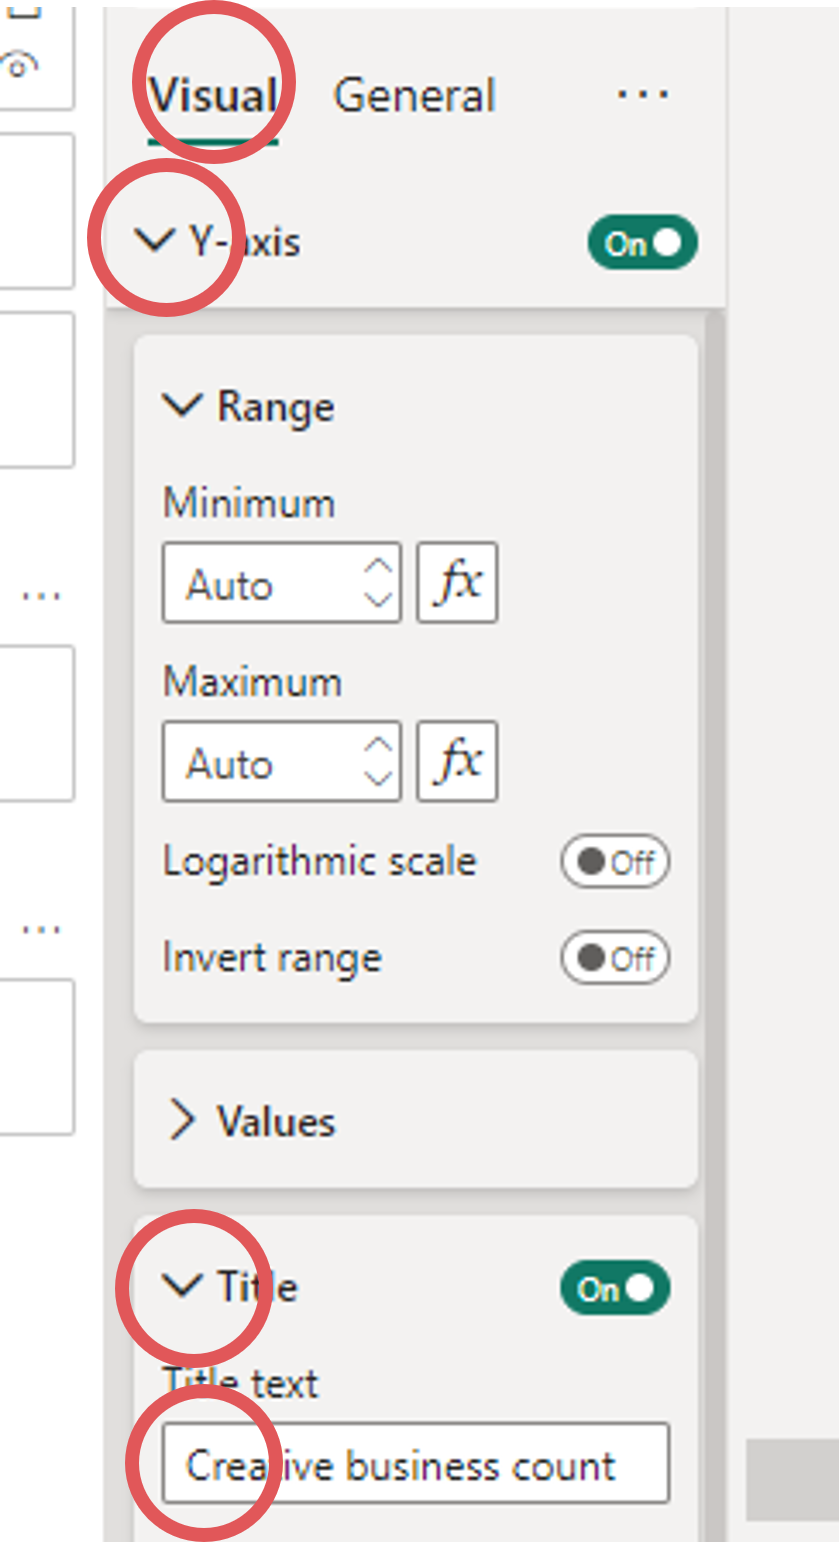 Visual General ...
Y-axis On
Range
Minimum
Auto fx
Maximum
Auto fx
Logarithmic scale Off
Invert range Off
Values
Title On
Title text
Creative business count